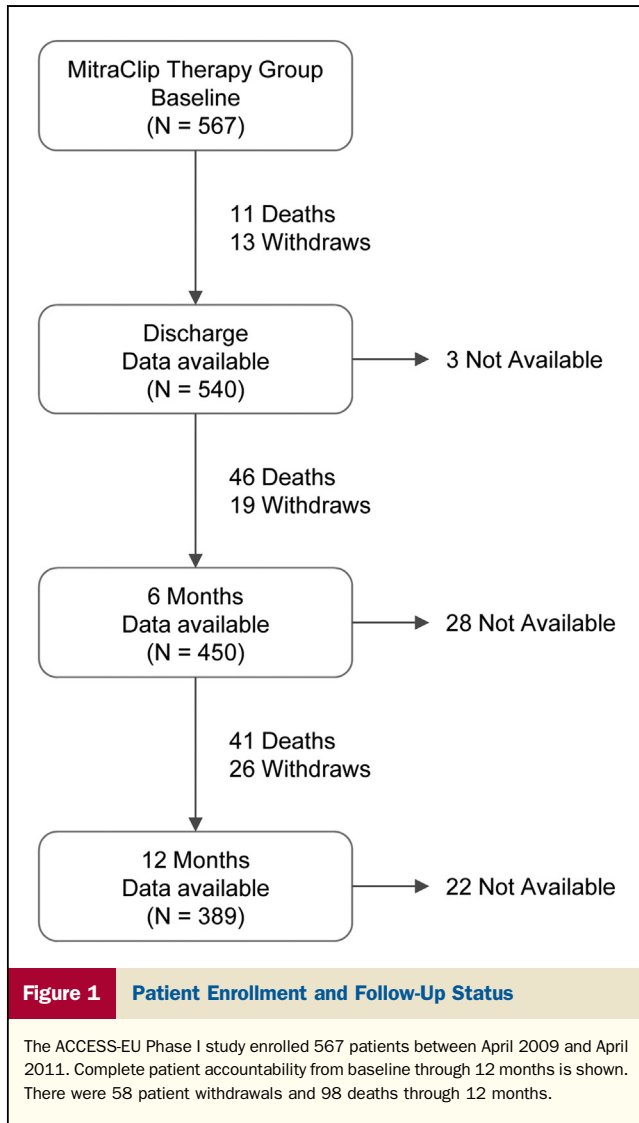 MitraClip Therapy Group
Baseline
(N = 567)
11 Deaths
13 Withdraws
Discharge
Data available
(N = 540)
3 Not Available
46 Deaths
19 Withdraws
6 Months
Data available
(N = 450)
28 Not Available
41 Deaths
26 Withdraws
12 Months
Data available
(N = 389)
22 Not Available
Figure 1 Patient Enrollment and Follow-Up Status
The ACCESS-EU Phase I study enrolled 567 patients between April 2009 and April
2011. Complete patient accountability from baseline through 12 months is shown.
There were 58 patient withdrawals and 98 deaths through 12 months.